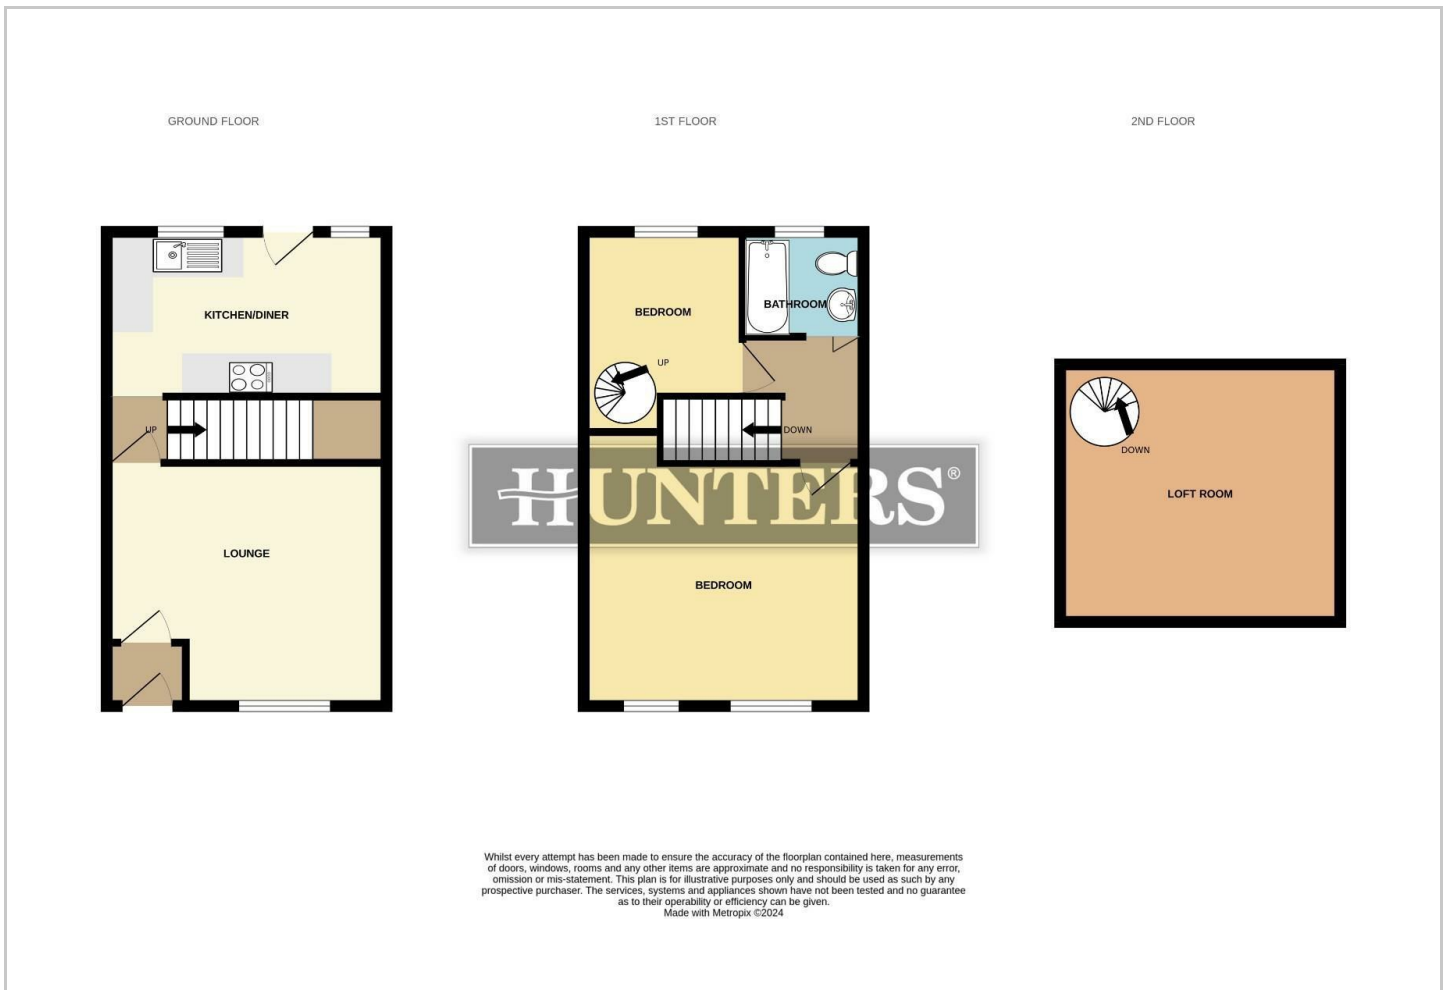 GROUND FLOOR
1ST FLOOR
2ND FLOOR
KITCHEN/DINER
UP
LOUNGE
BEDROOM
BATHROOM
UP
DOWN
BEDROOM
DOWN
LOFT ROOM
HUNTERS®
Whilst every attempt has been made to ensure the accuracy of the floorplan contained here, measurements
of doors, windows, rooms and any other items are approximate and no responsibility is taken for any error,
omission or mis-statement. This plan is for illustrative purposes only and should be used as such by any
prospective purchaser. The services, systems and appliances shown have not been tested and no guarantee
as to their operability or efficiency can be given.
Made with Metropix ©2024